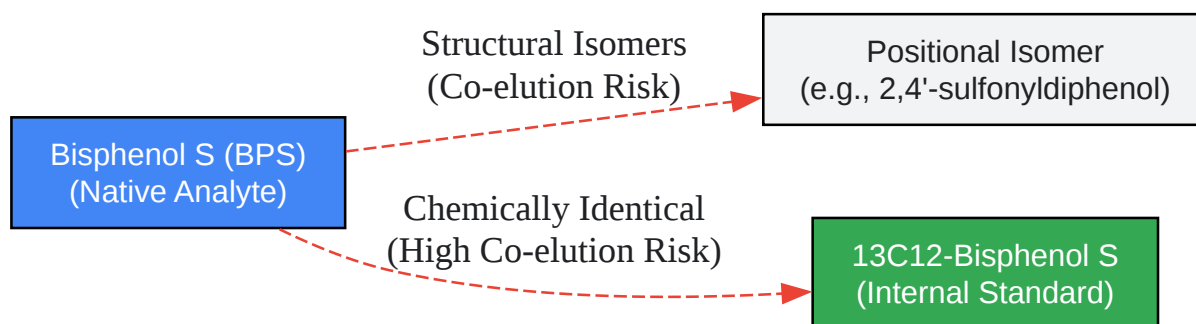 Structural Isomers
(Co-elution Risk)
Positional Isomer
(e.g., 2,4'-sulfonyldiphenol)
Bisphenol S (BPS)
(Native Analyte)
Chemically Identical
(High Co-elution Risk)
13C12-Bisphenol S
(Internal Standard)